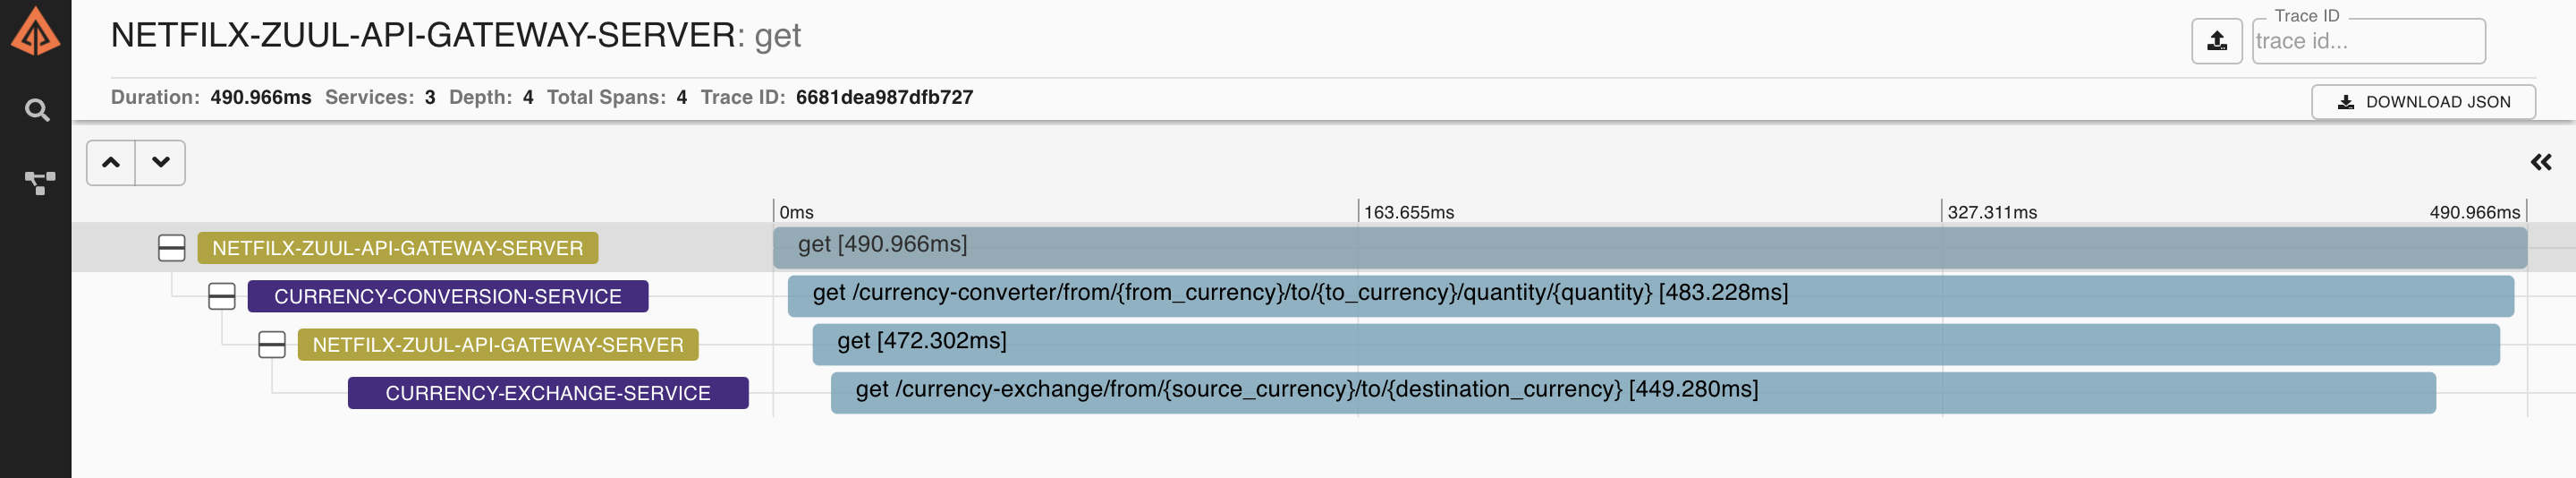 NETFILX-ZUUL-API-GATEWAY-SERVER: get
Trace ID
trace id...
Duration: 490.966ms Services: 3 Depth: 4 Total Spans: 4 Trace ID: 6681dea987dfb727
DOWNLOAD JSON
0ms 163.655ms 327.311ms 490.966ms
NETFILX-ZUUL-API-GATEWAY-SERVER get [490.966ms]
CURRENCY-CONVERSION-SERVICE get /currency-converter/from/{from_currency}/to/{to_currency}/quantity/{quantity} [483.228ms]
NETFILX-ZUUL-API-GATEWAY-SERVER get [472.302ms]
CURRENCY-EXCHANGE-SERVICE get /currency-exchange/from/{source_currency}/to/{destination_currency} [449.280ms]